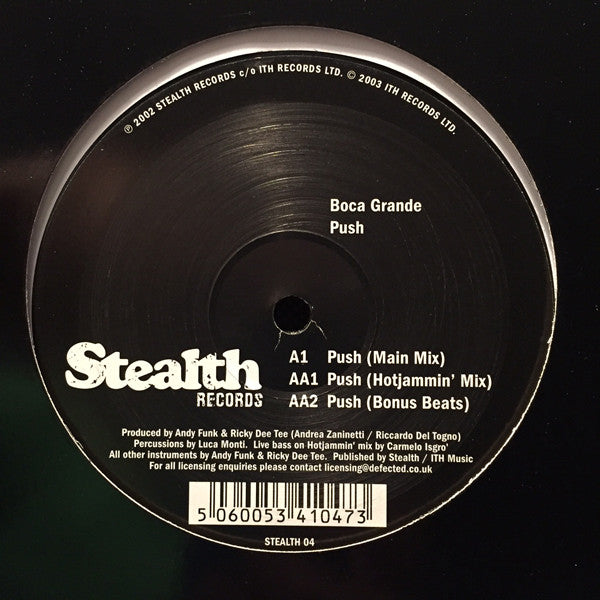 ℗ 2002 STEALTH RECORDS c/o ITH RECORDS LTD. © 2003 ITH RECORDS LTD.
Boca Grande
Push
Stealth
RECORDS
A1 Push (Main Mix)
AA1 Push (Hotjammin' Mix)
AA2 Push (Bonus Beats)
Produced by Andy Funk & Ricky Dee Tee (Andrea Zaninetti / Riccardo Del Togno)
Percussions by Luca Monti. Live bass on Hotjammin' mix by Carmelo Isgro'
All other instruments by Andy Funk & Ricky Dee Tee. Published by Stealth / ITH Music
For all licensing enquiries please contact licensing@defected.co.uk
5 060053 410473
STEALTH 04